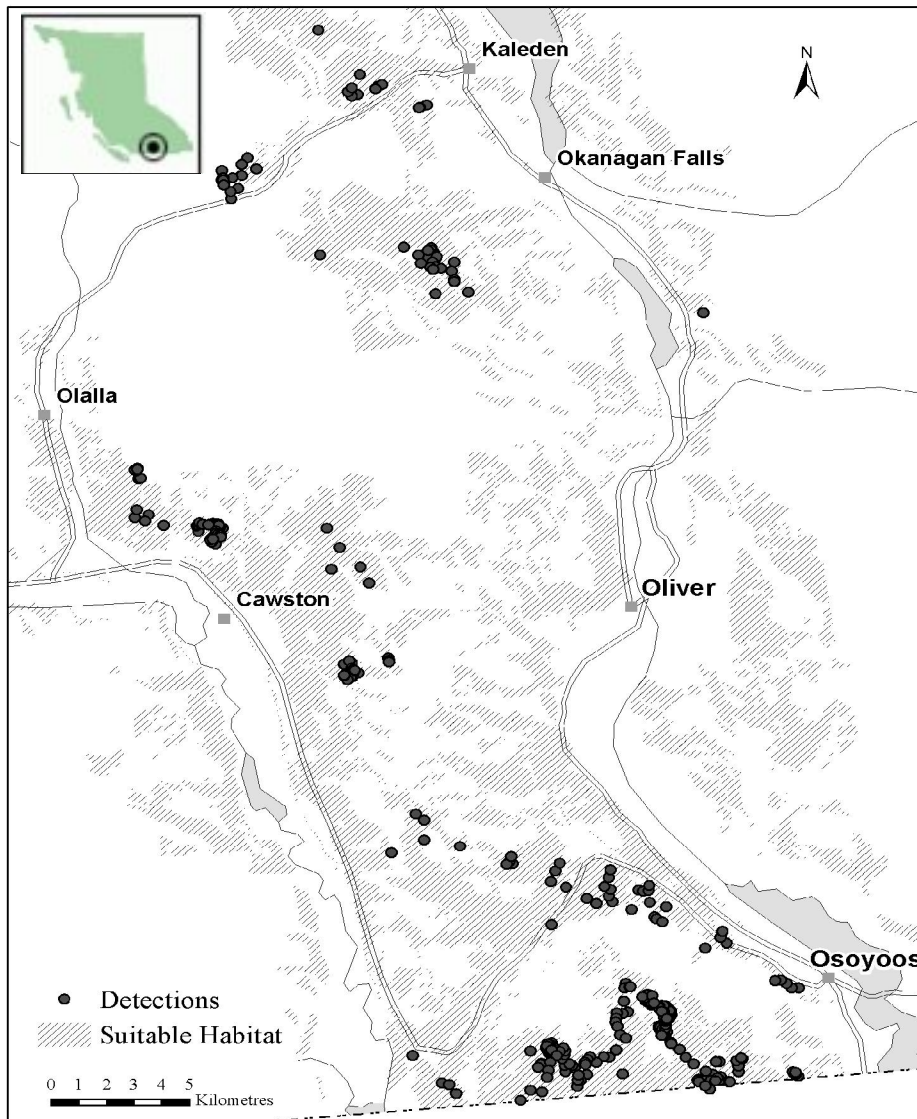 N
Kaleden
Okanagan Falls
Olalla
Cawston
Oliver
Osoyoos
Detections
Suitable Habitat
0 1 2 3 4 5
Kilometres